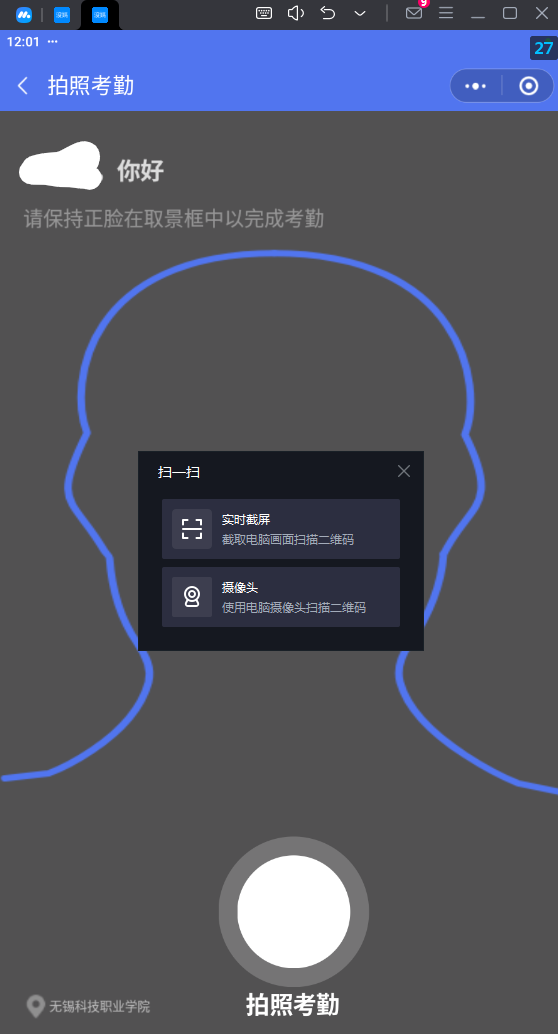 9
12:01 ···
27
拍照考勤
你好
请保持正脸在取景框中以完成考勤
扫一扫
实时截屏
截取电脑画面扫描二维码
摄像头
使用电脑摄像头扫描二维码
无锡科技职业学院
拍照考勤